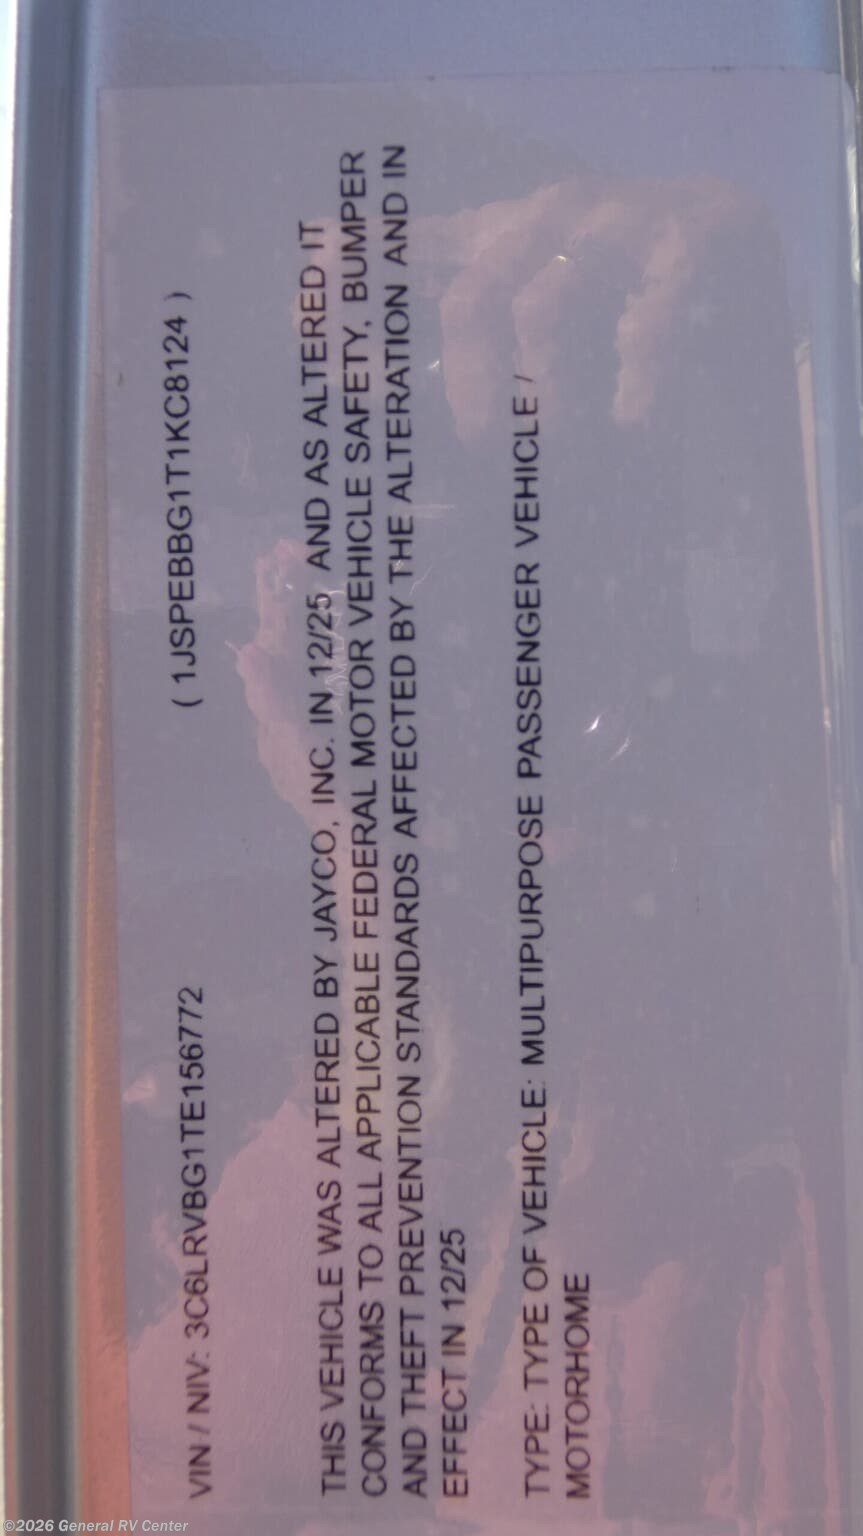 VIN / NIV: 3C6LRVBG1TE156772 ( 1JSPEBBG1T1KC8124 )
THIS VEHICLE WAS ALTERED BY JAYCO, INC. IN 12/25 AND AS ALTERED IT
CONFORMS TO ALL APPLICABLE FEDERAL MOTOR VEHICLE SAFETY, BUMPER
AND THEFT PREVENTION STANDARDS AFFECTED BY THE ALTERATION AND IN
EFFECT IN 12/25
TYPE: TYPE OF VEHICLE: MULTIPURPOSE PASSENGER VEHICLE /
MOTORHOME
©2026 General RV Center